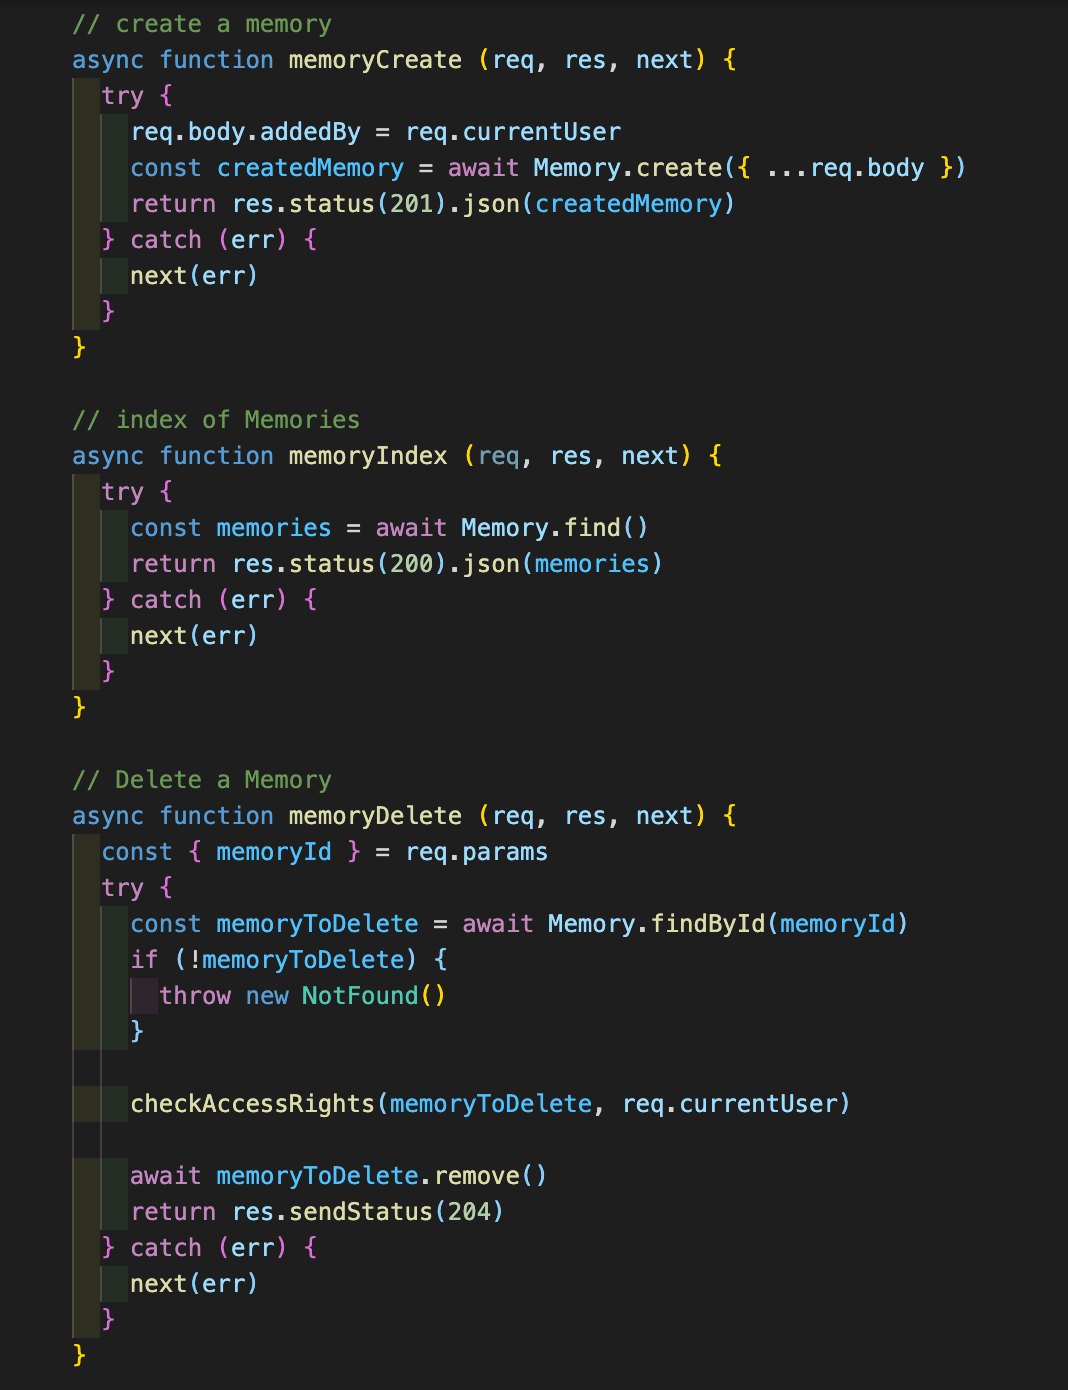 // create a memory
async function memoryCreate (req, res, next) {
  try {
    req.body.addedBy = req.currentUser
    const createdMemory = await Memory.create({ ...req.body })
    return res.status(201).json(createdMemory)
  } catch (err) {
    next(err)
  }
}

// index of Memories
async function memoryIndex (req, res, next) {
  try {
    const memories = await Memory.find()
    return res.status(200).json(memories)
  } catch (err) {
    next(err)
  }
}

// Delete a Memory
async function memoryDelete (req, res, next) {
  const { memoryId } = req.params
  try {
    const memoryToDelete = await Memory.findById(memoryId)
    if (!memoryToDelete) {
      throw new NotFound()
    }

    checkAccessRights(memoryToDelete, req.currentUser)

    await memoryToDelete.remove()
    return res.sendStatus(204)
  } catch (err) {
    next(err)
  }
}